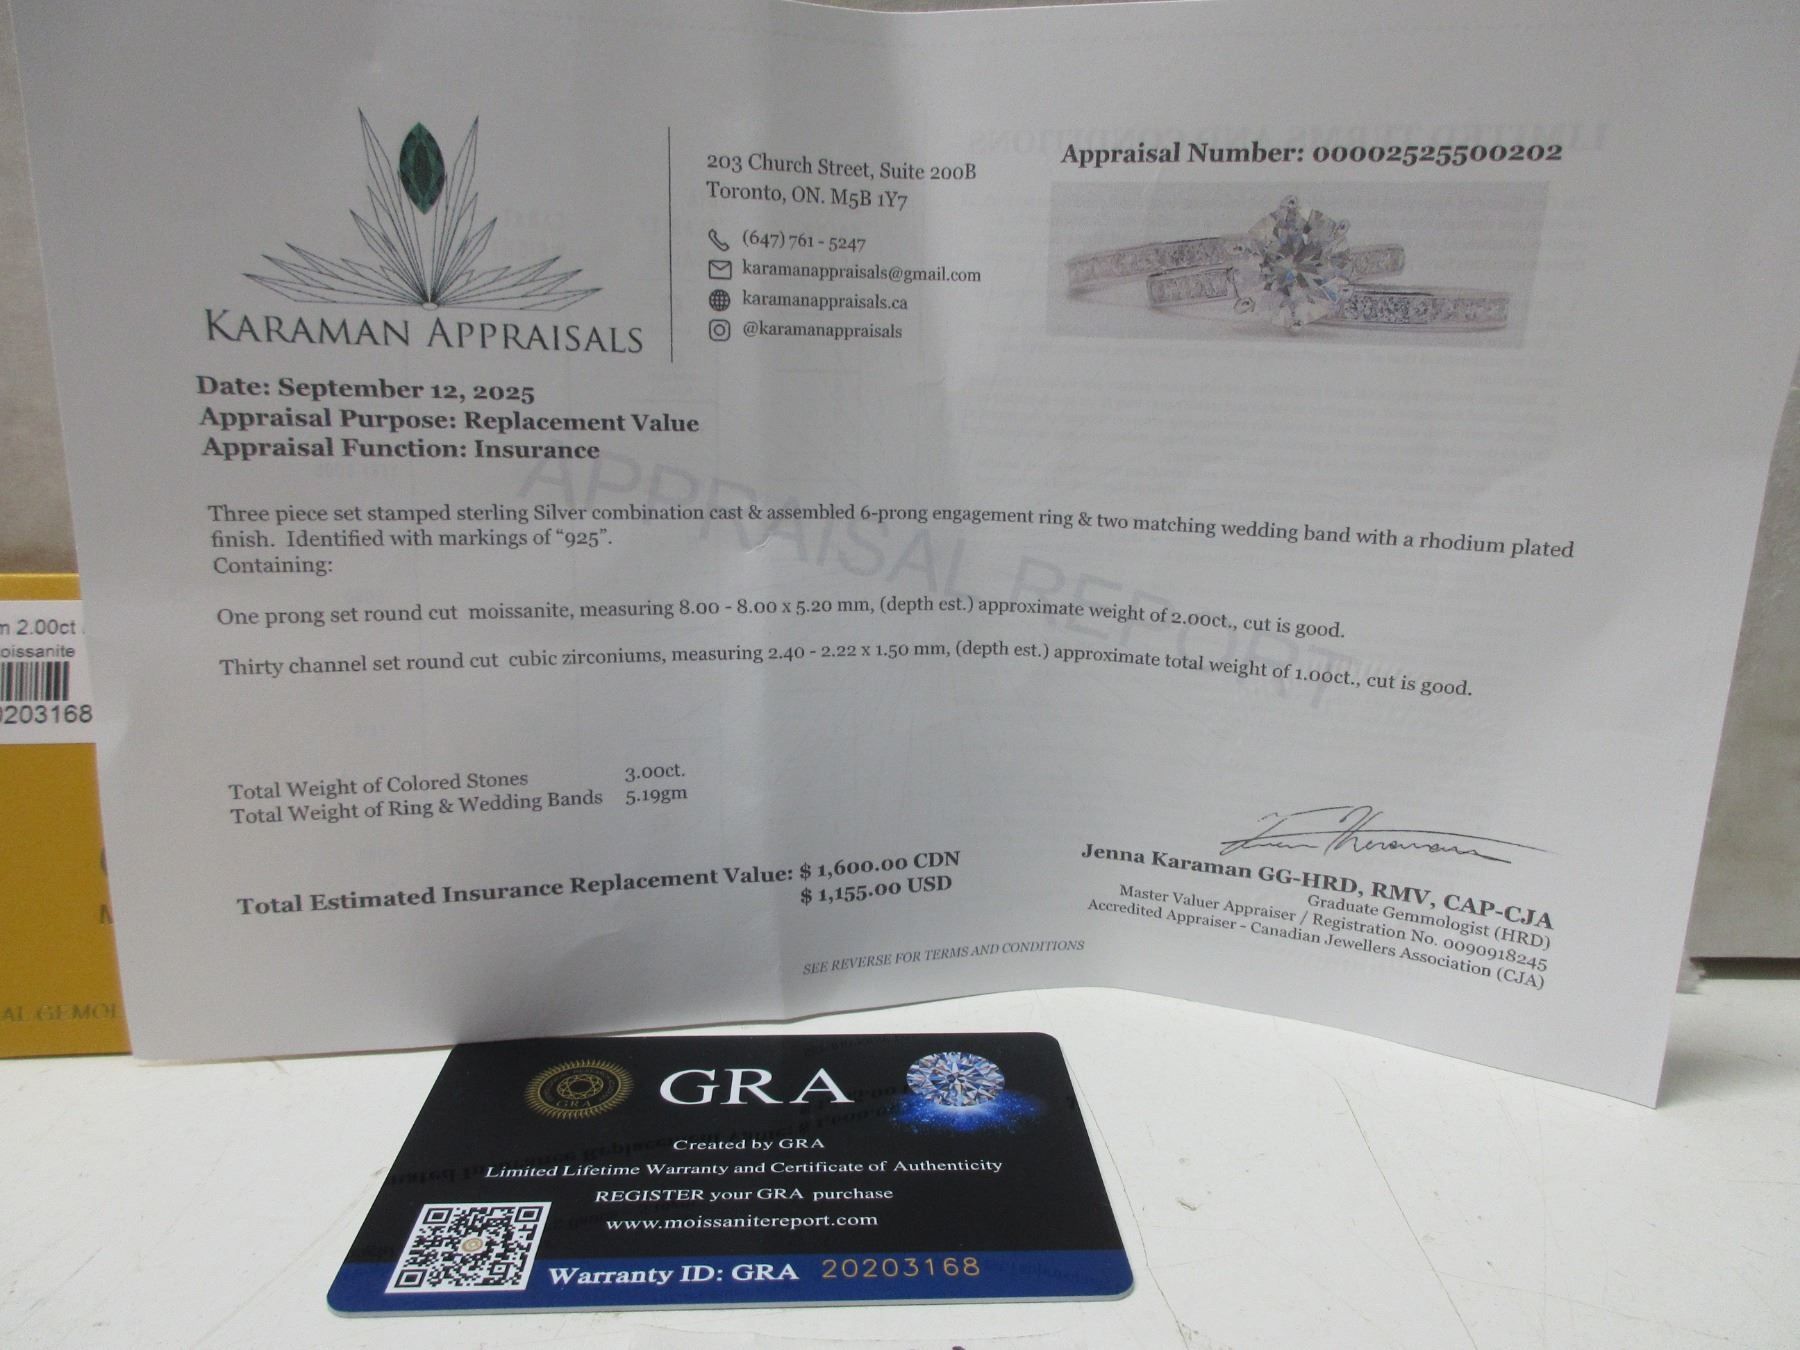 KARAMAN APPRAISALS
203 Church Street, Suite 200B
Toronto, ON. M5B 1Y7
(647) 761 - 5247
karamanappraisals@gmail.com
karamanappraisals.ca
@karamanappraisals
Appraisal Number: 00002525500202
Date: September 12, 2025
Appraisal Purpose: Replacement Value
Appraisal Function: Insurance
APPRAISAL REPORT
Three piece set stamped sterling Silver combination cast & assembled 6-prong engagement ring & two matching wedding band with a rhodium plated
finish. Identified with markings of "925".
Containing:
One prong set round cut moissanite, measuring 8.00 - 8.00 x 5.20 mm, (depth est.) approximate weight of 2.00ct., cut is good.
Thirty channel set round cut cubic zirconiums, measuring 2.40 - 2.22 x 1.50 mm, (depth est.) approximate total weight of 1.00ct., cut is good.
Total Weight of Colored Stones 3.00ct.
Total Weight of Ring & Wedding Bands 5.19gm
Total Estimated Insurance Replacement Value: $ 1,600.00 CDN
$ 1,155.00 USD
Jenna Karaman GG-HRD, RMV, CAP-CJA
Graduate Gemmologist (HRD)
Master Valuer Appraiser / Registration No. 0090918245
Accredited Appraiser - Canadian Jewellers Association (CJA)
SEE REVERSE FOR TERMS AND CONDITIONS
2.00ct
oissanite
0203168
AL GEMOL
GRA
GRA
Created by GRA
Limited Lifetime Warranty and Certificate of Authenticity
REGISTER your GRA purchase
www.moissanitereport.com
Warranty ID: GRA 20203168